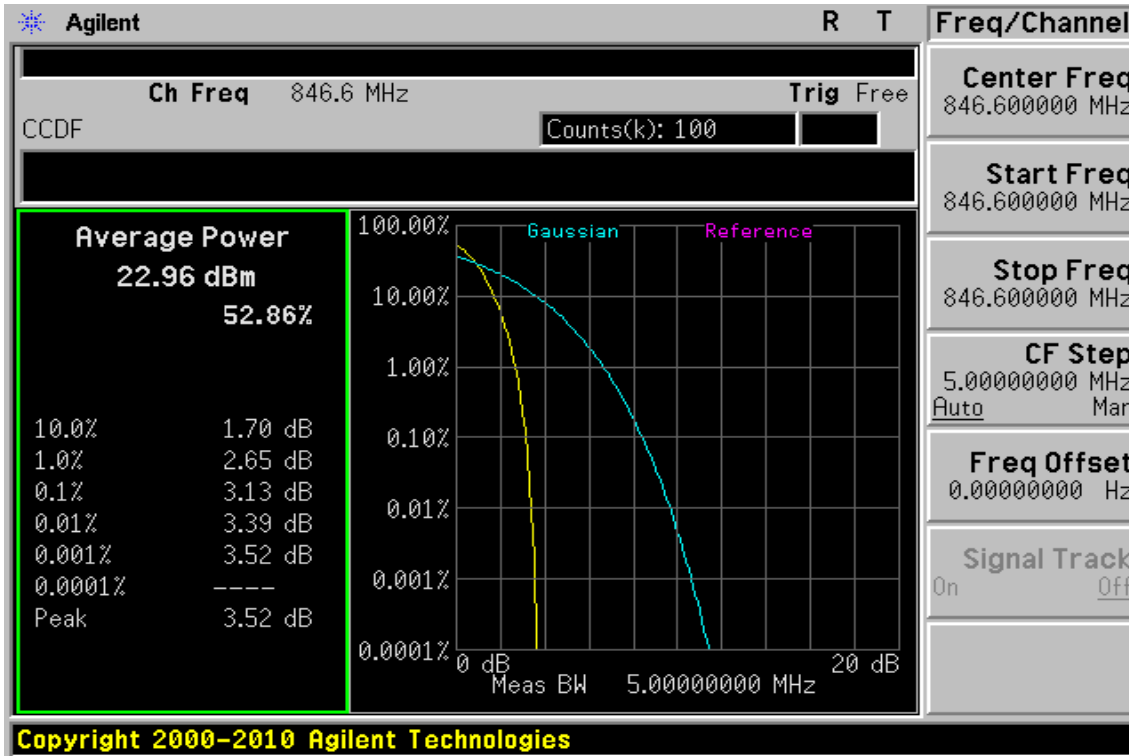 Agilent R T
Ch Freq 846.6 MHz Trig Free
CCDF Counts(k): 100
Average Power
22.96 dBm
52.86%
10.0% 1.70 dB
1.0% 2.65 dB
0.1% 3.13 dB
0.01% 3.39 dB
0.001% 3.52 dB
0.0001% ----
Peak 3.52 dB
Gaussian Reference
100.00%
10.00%
1.00%
0.10%
0.01%
0.001%
0.0001%
0 dB 20 dB
Meas BW 5.00000000 MHz
Freq/Channel
Center Freq
846.600000 MHz
Start Freq
846.600000 MHz
Stop Freq
846.600000 MHz
CF Step
5.00000000 MHz
Auto Man
Freq Offset
0.00000000 Hz
Signal Track
On Off
Copyright 2000-2010 Agilent Technologies